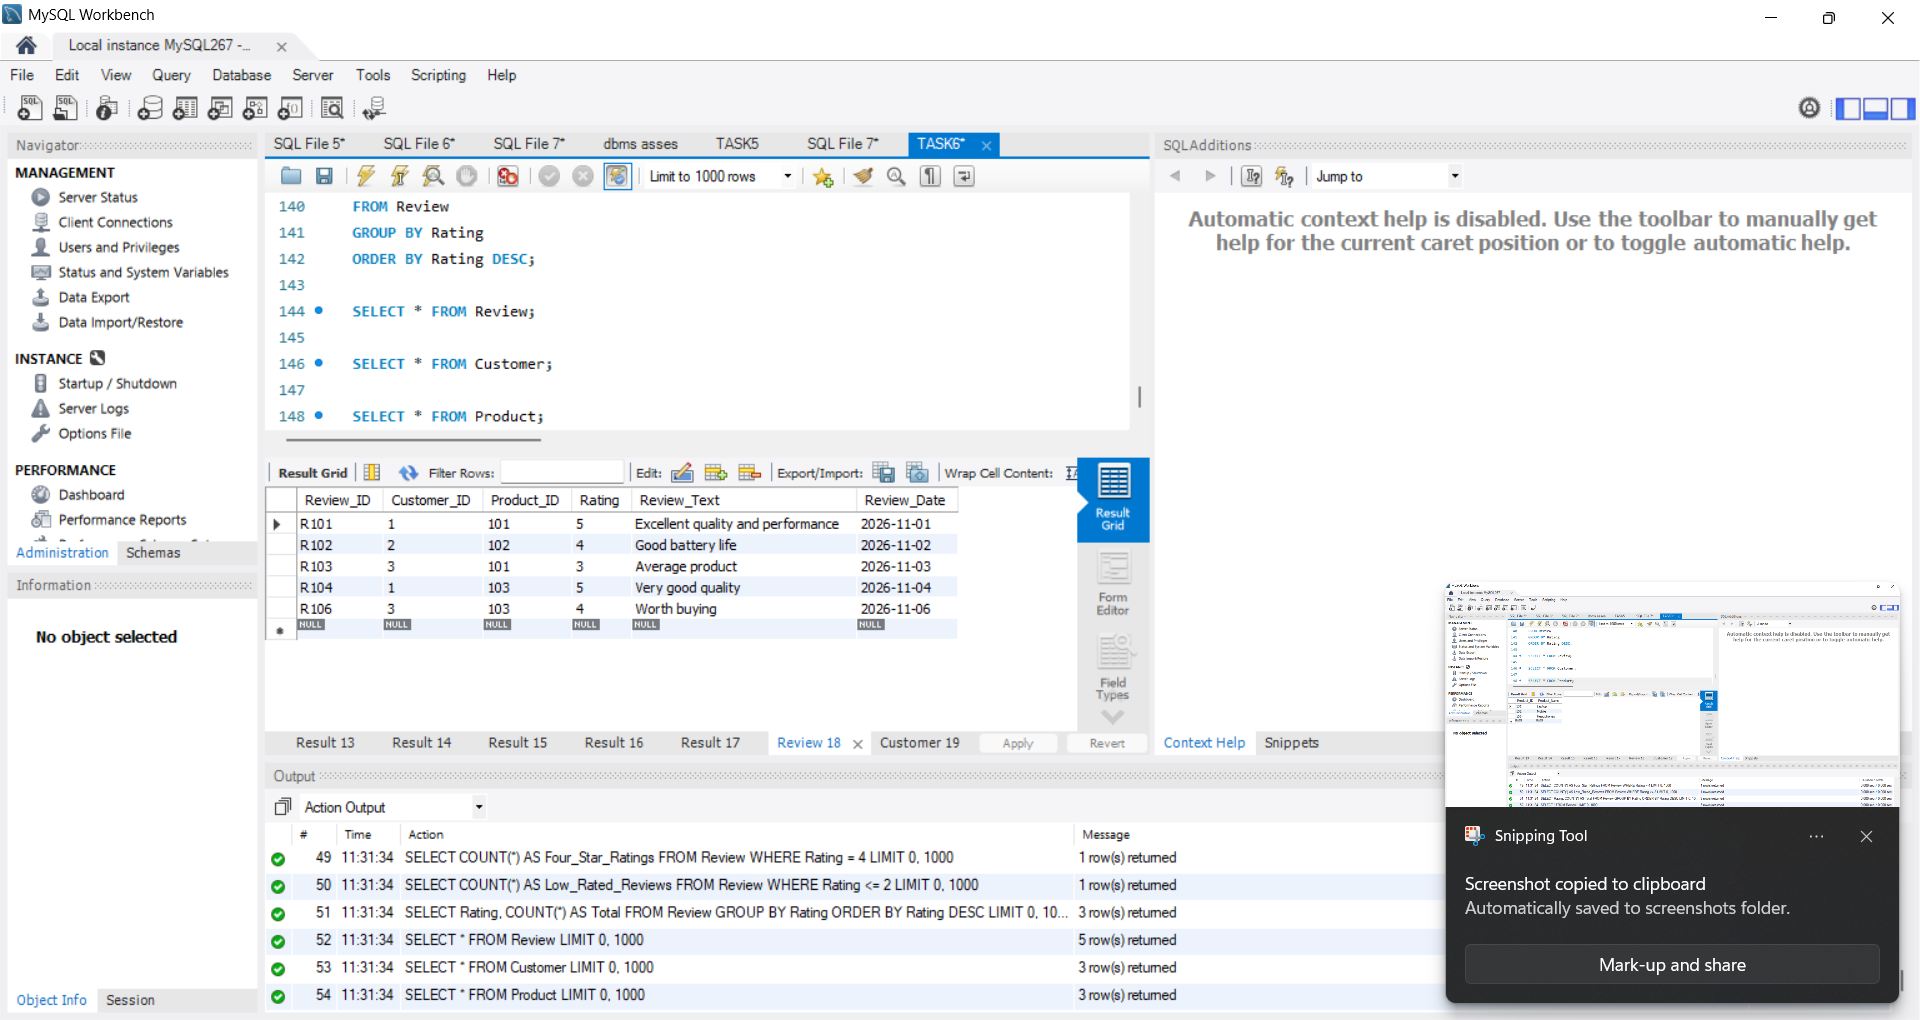 MySQL Workbench
Local instance MySQL267 -...
File Edit View Query Database Server Tools Scripting Help
Navigator
MANAGEMENT
Server Status
Client Connections
Users and Privileges
Status and System Variables
Data Export
Data Import/Restore
INSTANCE
Startup / Shutdown
Server Logs
Options File
PERFORMANCE
Dashboard
Performance Reports
Administration Schemas
Information
No object selected
Object Info Session
SQL File 5* SQL File 6* SQL File 7* dbms asses TASK5 SQL File 7* TASK6*
Limit to 1000 rows
140 FROM Review
141 GROUP BY Rating
142 ORDER BY Rating DESC;
143
144 SELECT * FROM Review;
145
146 SELECT * FROM Customer;
147
148 SELECT * FROM Product;
Result Grid Filter Rows: Edit: Export/Import: Wrap Cell Content:
Review_ID Customer_ID Product_ID Rating Review_Text Review_Date
R101 1 101 5 Excellent quality and performance 2026-11-01
R102 2 102 4 Good battery life 2026-11-02
R103 3 101 3 Average product 2026-11-03
R104 1 103 5 Very good quality 2026-11-04
R106 3 103 4 Worth buying 2026-11-06
NULL NULL NULL NULL NULL NULL
Result Grid
Form Editor
Field Types
Result 13 Result 14 Result 15 Result 16 Result 17 Review 18 Customer 19 Apply Revert
SQLAdditions
Jump to
Automatic context help is disabled. Use the toolbar to manually get
help for the current caret position or to toggle automatic help.
Context Help Snippets
Output
Action Output
# Time Action Message
49 11:31:34 SELECT COUNT(*) AS Four_Star_Ratings FROM Review WHERE Rating = 4 LIMIT 0, 1000 1 row(s) returned
50 11:31:34 SELECT COUNT(*) AS Low_Rated_Reviews FROM Review WHERE Rating <= 2 LIMIT 0, 1000 1 row(s) returned
51 11:31:34 SELECT Rating, COUNT(*) AS Total FROM Review GROUP BY Rating ORDER BY Rating DESC LIMIT 0, 10... 3 row(s) returned
52 11:31:34 SELECT * FROM Review LIMIT 0, 1000 5 row(s) returned
53 11:31:34 SELECT * FROM Customer LIMIT 0, 1000 3 row(s) returned
54 11:31:34 SELECT * FROM Product LIMIT 0, 1000 3 row(s) returned
Snipping Tool
Screenshot copied to clipboard
Automatically saved to screenshots folder.
Mark-up and share